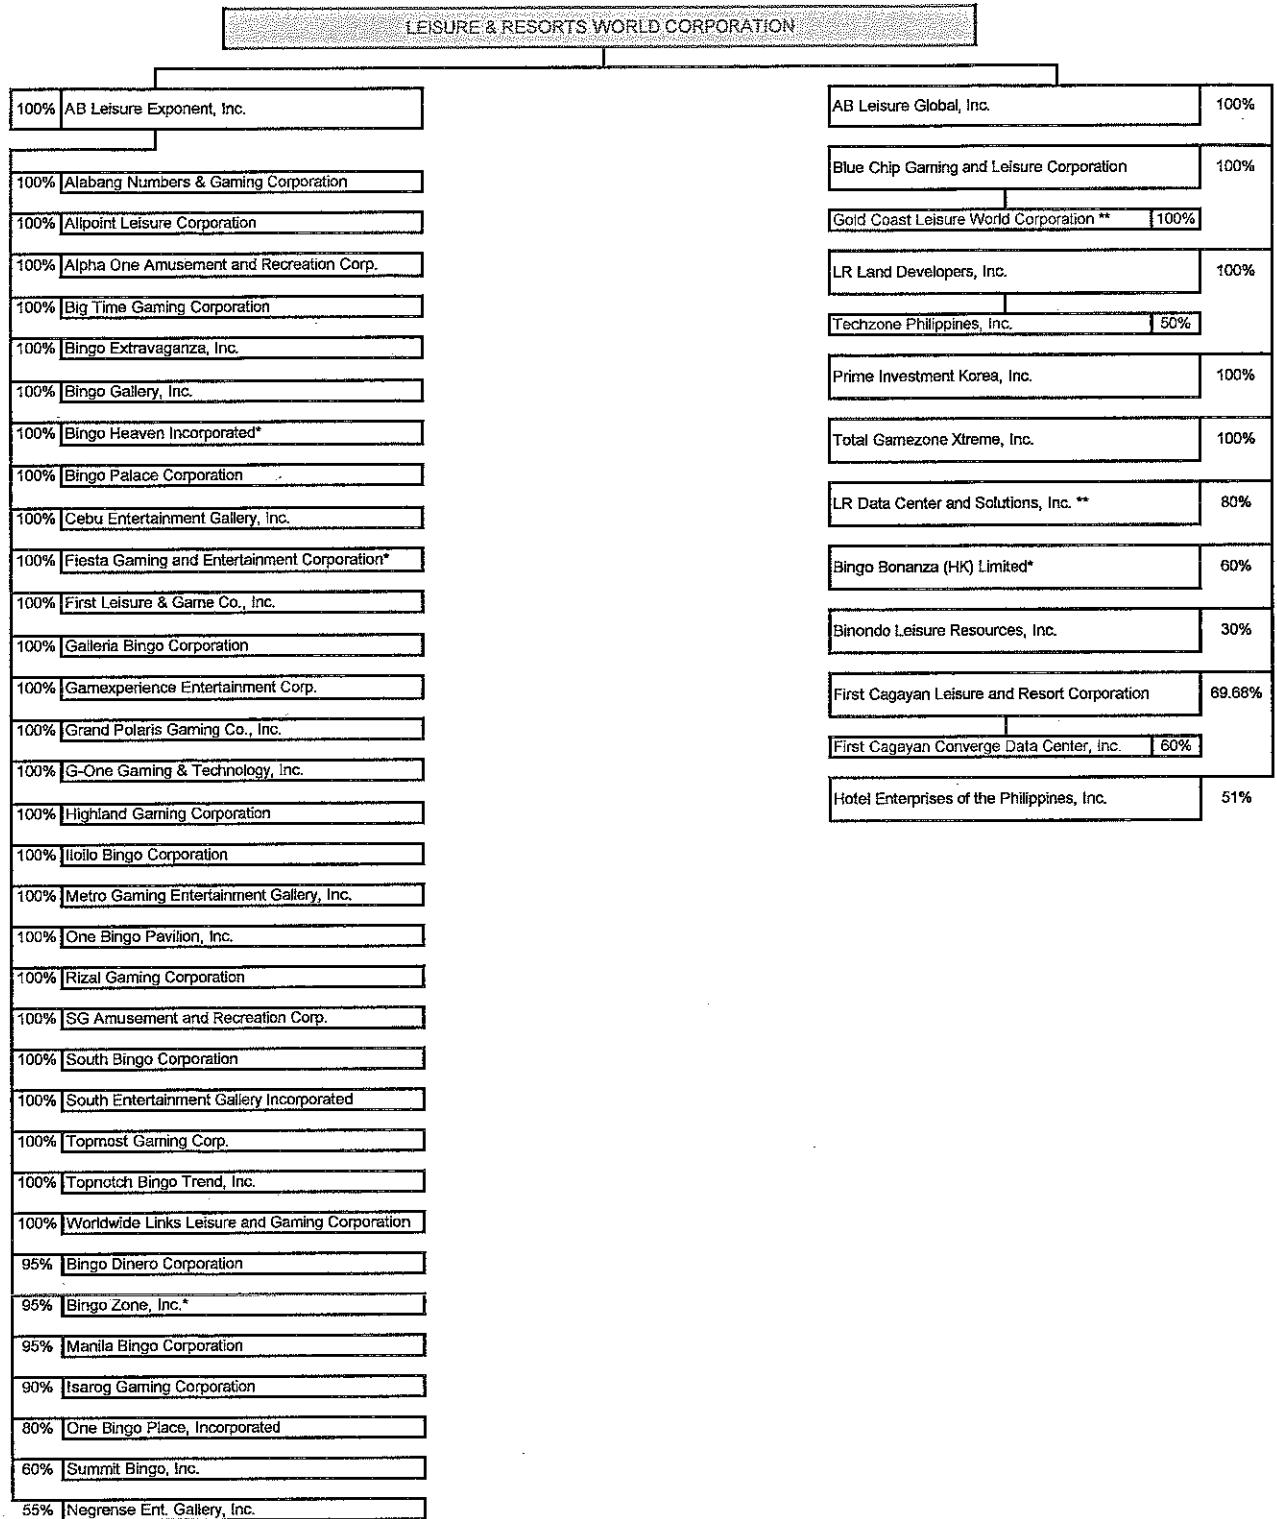 LEISURE & RESORTS WORLD CORPORATION
100% AB Leisure Exponent, Inc.
100% Alabang Numbers & Gaming Corporation
100% Allpoint Leisure Corporation
100% Alpha One Amusement and Recreation Corp.
100% Big Time Gaming Corporation
100% Bingo Extravaganza, Inc.
100% Bingo Gallery, Inc.
100% Bingo Heaven Incorporated*
100% Bingo Palace Corporation
100% Cebu Entertainment Gallery, Inc.
100% Fiesta Gaming and Entertainment Corporation*
100% First Leisure & Game Co., Inc.
100% Galleria Bingo Corporation
100% Gamexperience Entertainment Corp.
100% Grand Polaris Gaming Co., Inc.
100% G-One Gaming & Technology, Inc.
100% Highland Gaming Corporation
100% Iloilo Bingo Corporation
100% Metro Gaming Entertainment Gallery, Inc.
100% One Bingo Pavilion, Inc.
100% Rizal Gaming Corporation
100% SG Amusement and Recreation Corp.
100% South Bingo Corporation
100% South Entertainment Gallery Incorporated
100% Topmost Gaming Corp.
100% Topnotch Bingo Trend, Inc.
100% Worldwide Links Leisure and Gaming Corporation
95% Bingo Dinero Corporation
95% Bingo Zone, Inc.*
95% Manila Bingo Corporation
90% Isarog Gaming Corporation
80% One Bingo Place, Incorporated
60% Summit Bingo, Inc.
55% Negrense Ent. Gallery, Inc.
AB Leisure Global, Inc. 100%
Blue Chip Gaming and Leisure Corporation 100%
Gold Coast Leisure World Corporation ** 100%
LR Land Developers, Inc. 100%
Techzone Philippines, Inc. 50%
Prime Investment Korea, Inc. 100%
Total Gamezone Xtreme, Inc. 100%
LR Data Center and Solutions, Inc. ** 80%
Bingo Bonanza (HK) Limited* 60%
Binondo Leisure Resources, Inc. 30%
First Cagayan Leisure and Resort Corporation 69.68%
First Cagayan Converge Data Center, Inc. 60%
Hotel Enterprises of the Philippines, Inc. 51%